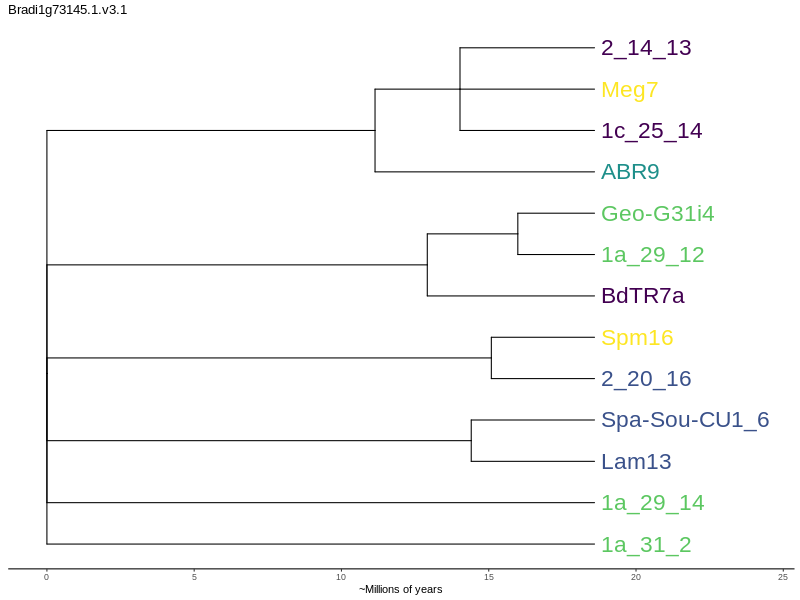 Bradi1g73145.1.v3.1
2_14_13
Meg7
1c_25_14
ABR9
Geo-G31i4
1a_29_12
BdTR7a
Spm16
2_20_16
Spa-Sou-CU1_6
Lam13
1a_29_14
1a_31_2
0 5 10 15 20 25
~Millions of years